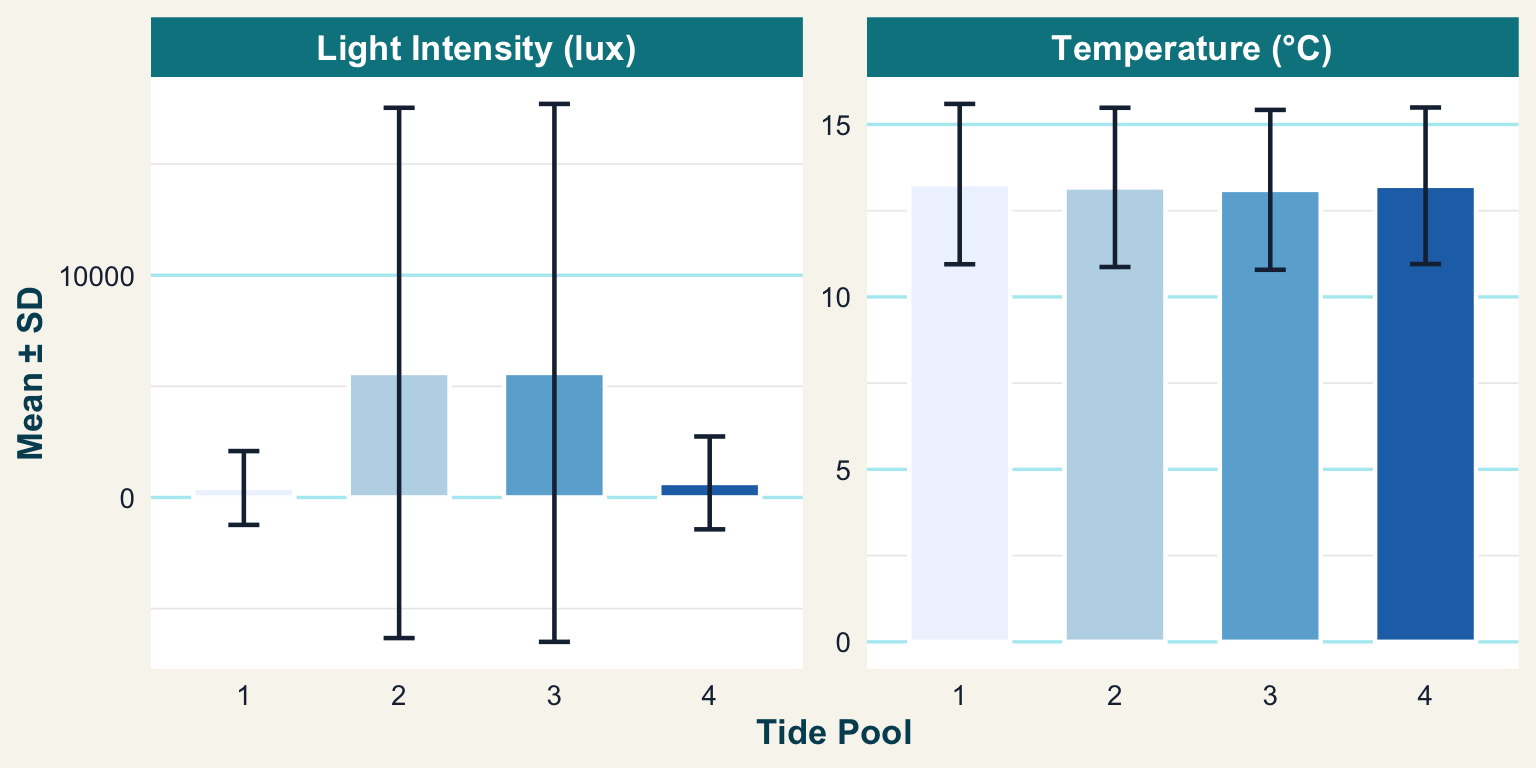 Light Intensity (lux)
Temperature (°C)
Mean ± SD
10000
0
15
10
5
0
1 2 3 4
1 2 3 4
Tide Pool